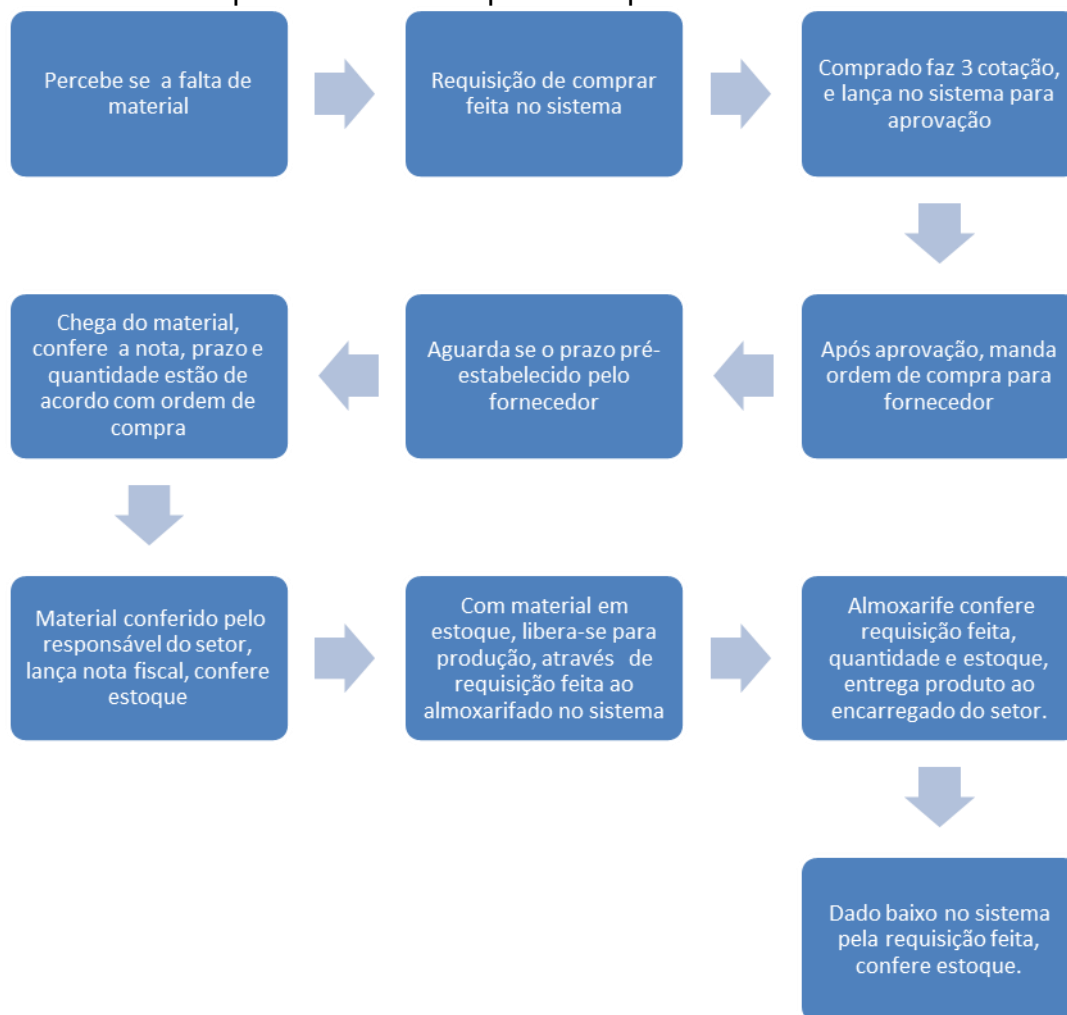 Percebe se a falta de
material
Requisição de comprar
feita no sistema
Comprado faz 3 cotação,
e lança no sistema para
aprovação
Após aprovação, manda
ordem de compra para
fornecedor
Aguarda se o prazo pré-
estabelecido pelo
fornecedor
Chega do material,
confere a nota, prazo e
quantidade estão de
acordo com ordem de
compra
Material conferido pelo
responsável do setor,
lança nota fiscal, confere
estoque
Com material em
estoque, libera-se para
produção, através de
requisição feita ao
almoxarifado no sistema
Almoxarife confere
requisição feita,
quantidade e estoque,
entrega produto ao
encarregado do setor.
Dado baixo no sistema
pela requisição feita,
confere estoque.